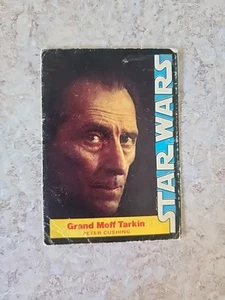 STAR WARS
Grand Moff Tarkin
PETER CUSHING